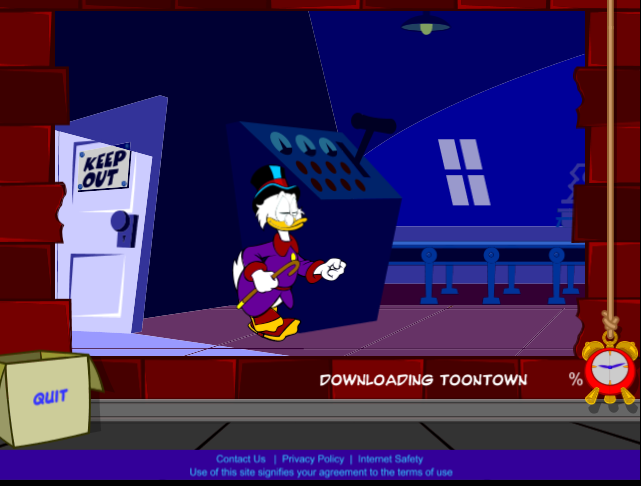 KEEP
OUT
DOWNLOADING TOONTOWN %
QUIT
Contact Us | Privacy Policy | Internet Safety
Use of this site signifies your agreement to the terms of use